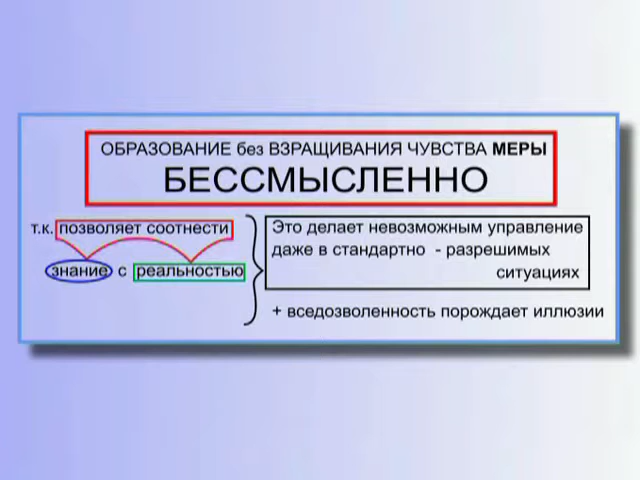 ОБРАЗОВАНИЕ без ВЗРАЩИВАНИЯ ЧУВСТВА МЕРЫ
БЕССМЫСЛЕННО
т.к. позволяет соотнести
знание с реальностью
Это делает невозможным управление
даже в стандартно - разрешимых
ситуациях
+ вседозволенность порождает иллюзии